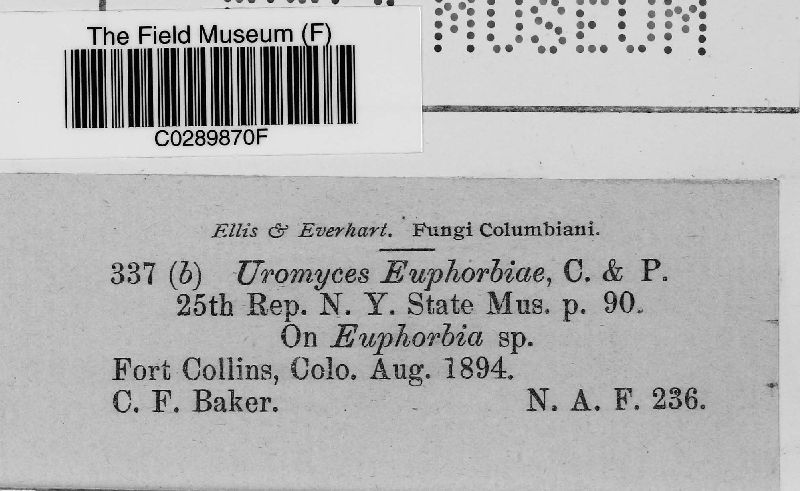 MUSEUM
The Field Museum (F)
C0289870F
Ellis & Everhart. Fungi Columbiani.
337 (b) Uromyces Euphorbiae, C. & P.
25th Rep. N. Y. State Mus. p. 90.
On Euphorbia sp.
Fort Collins, Colo. Aug. 1894.
C. F. Baker. N. A. F. 236.